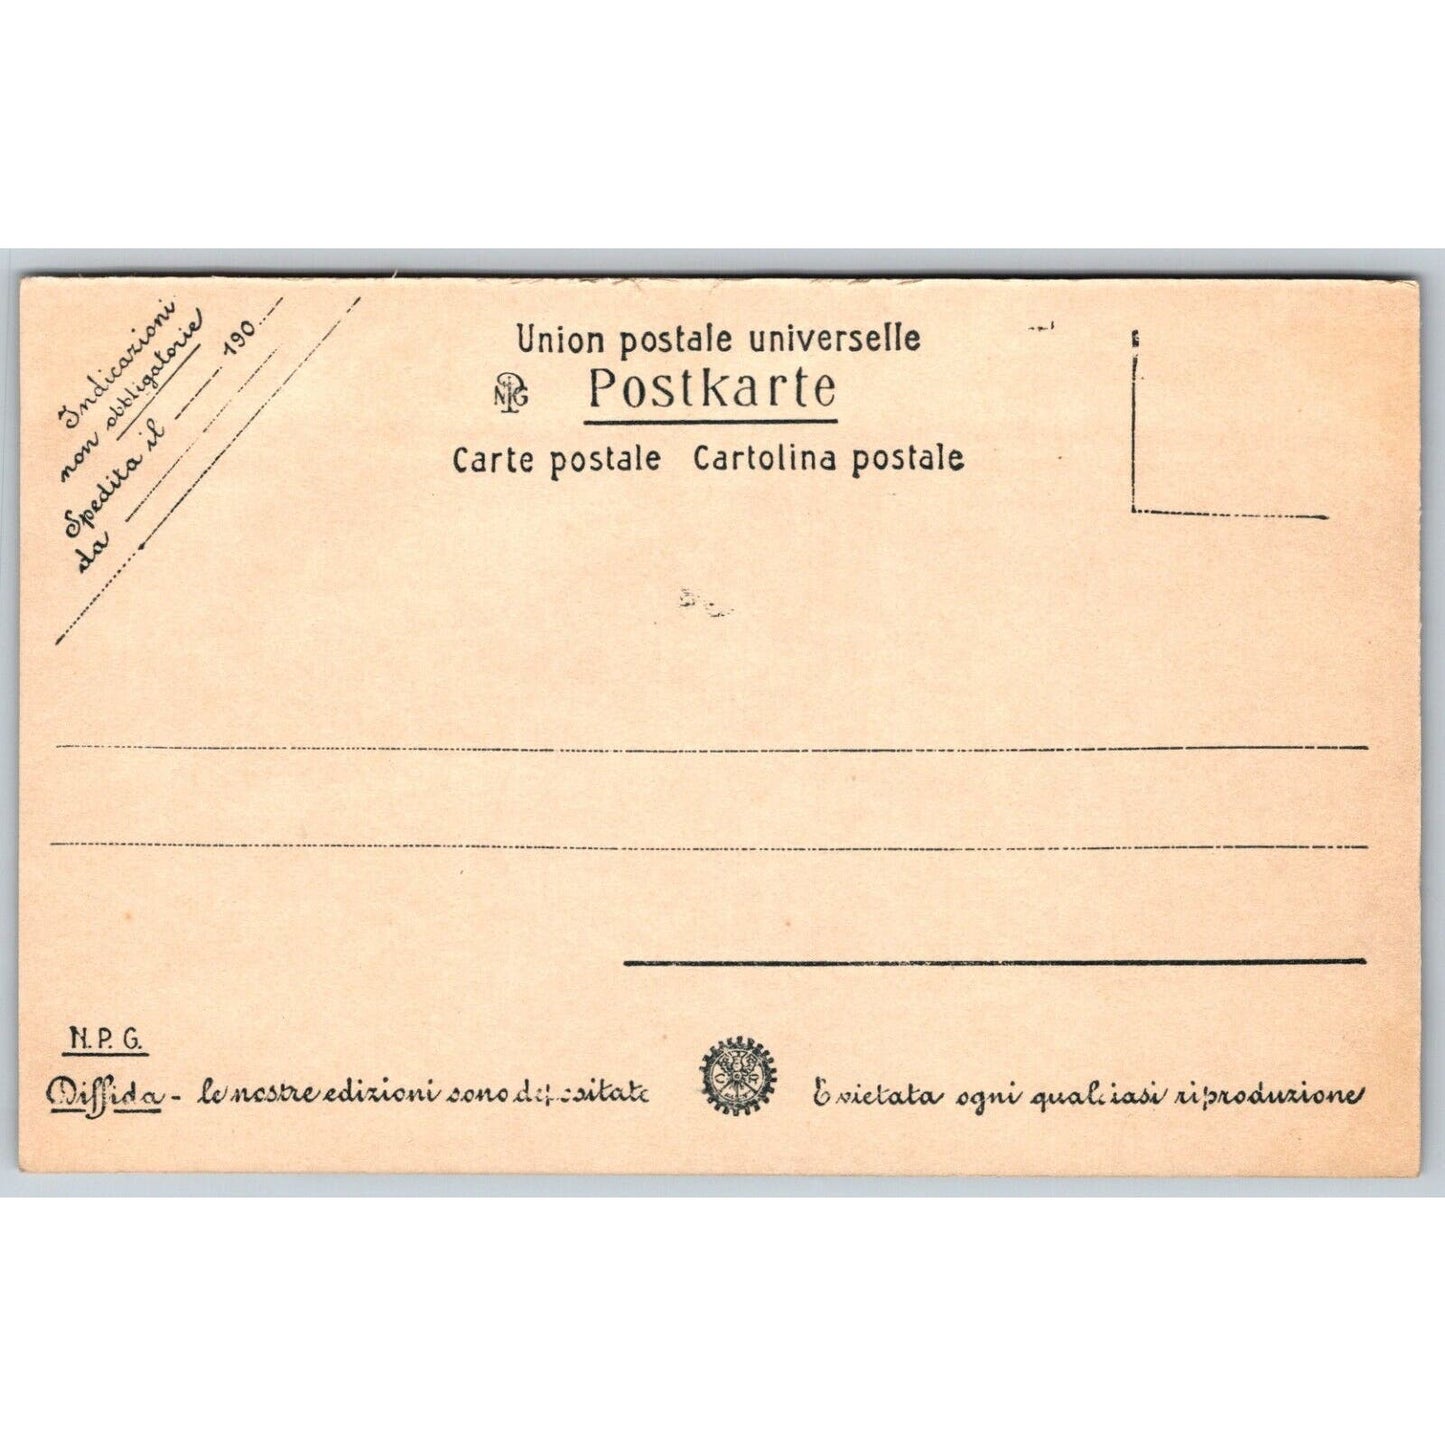 Indicazioni
non obbligatorie
Spedita il 190
da
Union postale universelle
NPG Postkarte
Carte postale Cartolina postale
N.P.G.
Diffida - le nostre edizioni sono depositate
E vietata ogni qualsiasi riproduzione